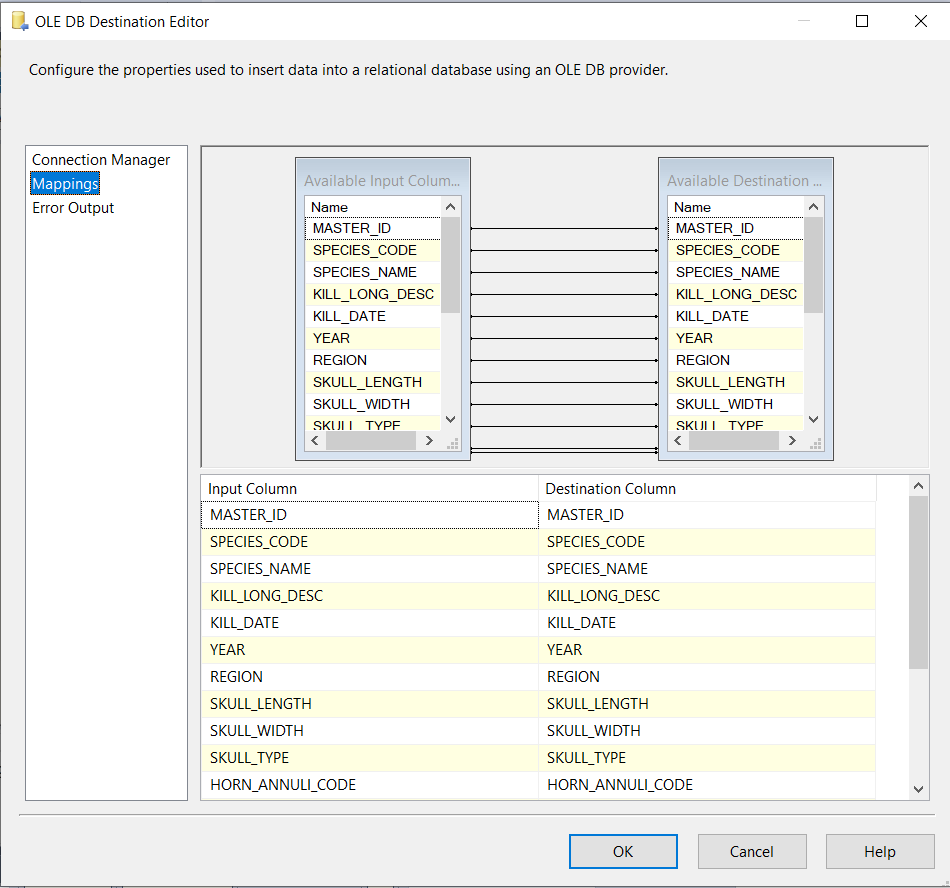 OLE DB Destination Editor
Configure the properties used to insert data into a relational database using an OLE DB provider.
Connection Manager
Mappings
Error Output
Available Input Colum...
Name
MASTER_ID
SPECIES_CODE
SPECIES_NAME
KILL_LONG_DESC
KILL_DATE
YEAR
REGION
SKULL_LENGTH
SKULL_WIDTH
SKULL_TYPE
Available Destination ...
Name
MASTER_ID
SPECIES_CODE
SPECIES_NAME
KILL_LONG_DESC
KILL_DATE
YEAR
REGION
SKULL_LENGTH
SKULL_WIDTH
SKULL_TYPE
Input Column Destination Column
MASTER_ID MASTER_ID
SPECIES_CODE SPECIES_CODE
SPECIES_NAME SPECIES_NAME
KILL_LONG_DESC KILL_LONG_DESC
KILL_DATE KILL_DATE
YEAR YEAR
REGION REGION
SKULL_LENGTH SKULL_LENGTH
SKULL_WIDTH SKULL_WIDTH
SKULL_TYPE SKULL_TYPE
HORN_ANNULI_CODE HORN_ANNULI_CODE
OK Cancel Help